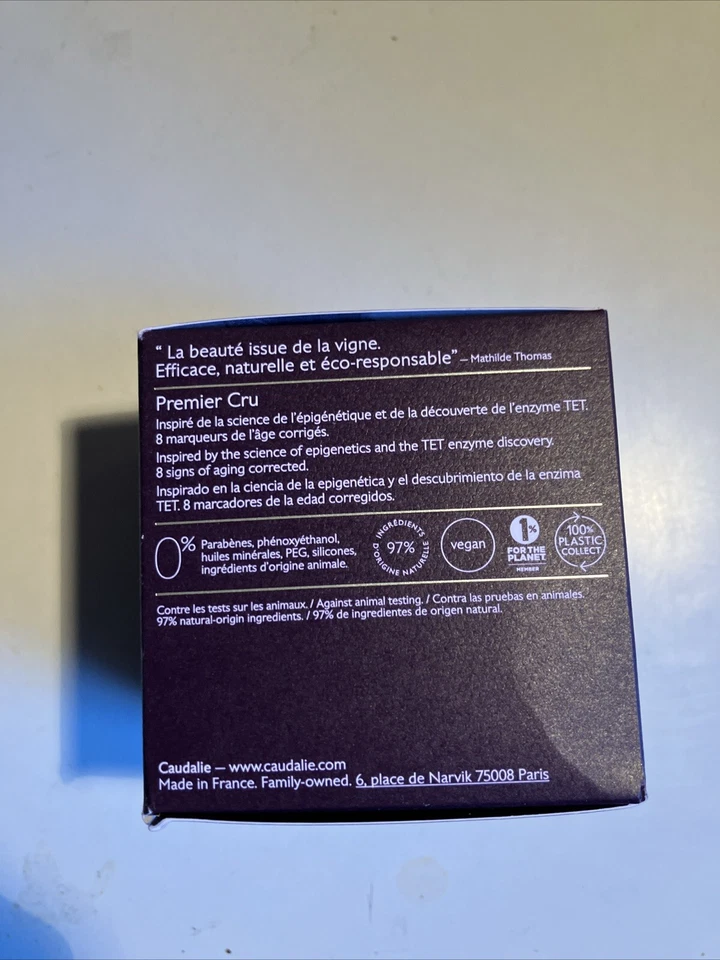 “ La beauté issue de la vigne.
Efficace, naturelle et éco-responsable” – Mathilde Thomas
Premier Cru
Inspiré de la science de l'épigénétique et de la découverte de l'enzyme TET.
8 marqueurs de l'âge corrigés.
Inspired by the science of epigenetics and the TET enzyme discovery.
8 signs of aging corrected.
Inspirado en la ciencia de la epigenética y el descubrimiento de la enzima
TET. 8 marcadores de la edad corregidos.
0%
Parabènes, phénoxyéthanol,
huiles minérales, PEG, silicones,
ingrédients d'origine animale.
INGRÉDIENTS
97%
D'ORIGINE NATURELLE
vegan
1%
FOR THE
PLANET
MEMBER
100%
PLASTIC
COLLECT
Contre les tests sur les animaux. / Against animal testing. / Contra las pruebas en animales.
97% natural-origin ingredients. / 97% de ingredientes de origen natural.
Caudalie – www.caudalie.com
Made in France. Family-owned. 6, place de Narvik 75008 Paris